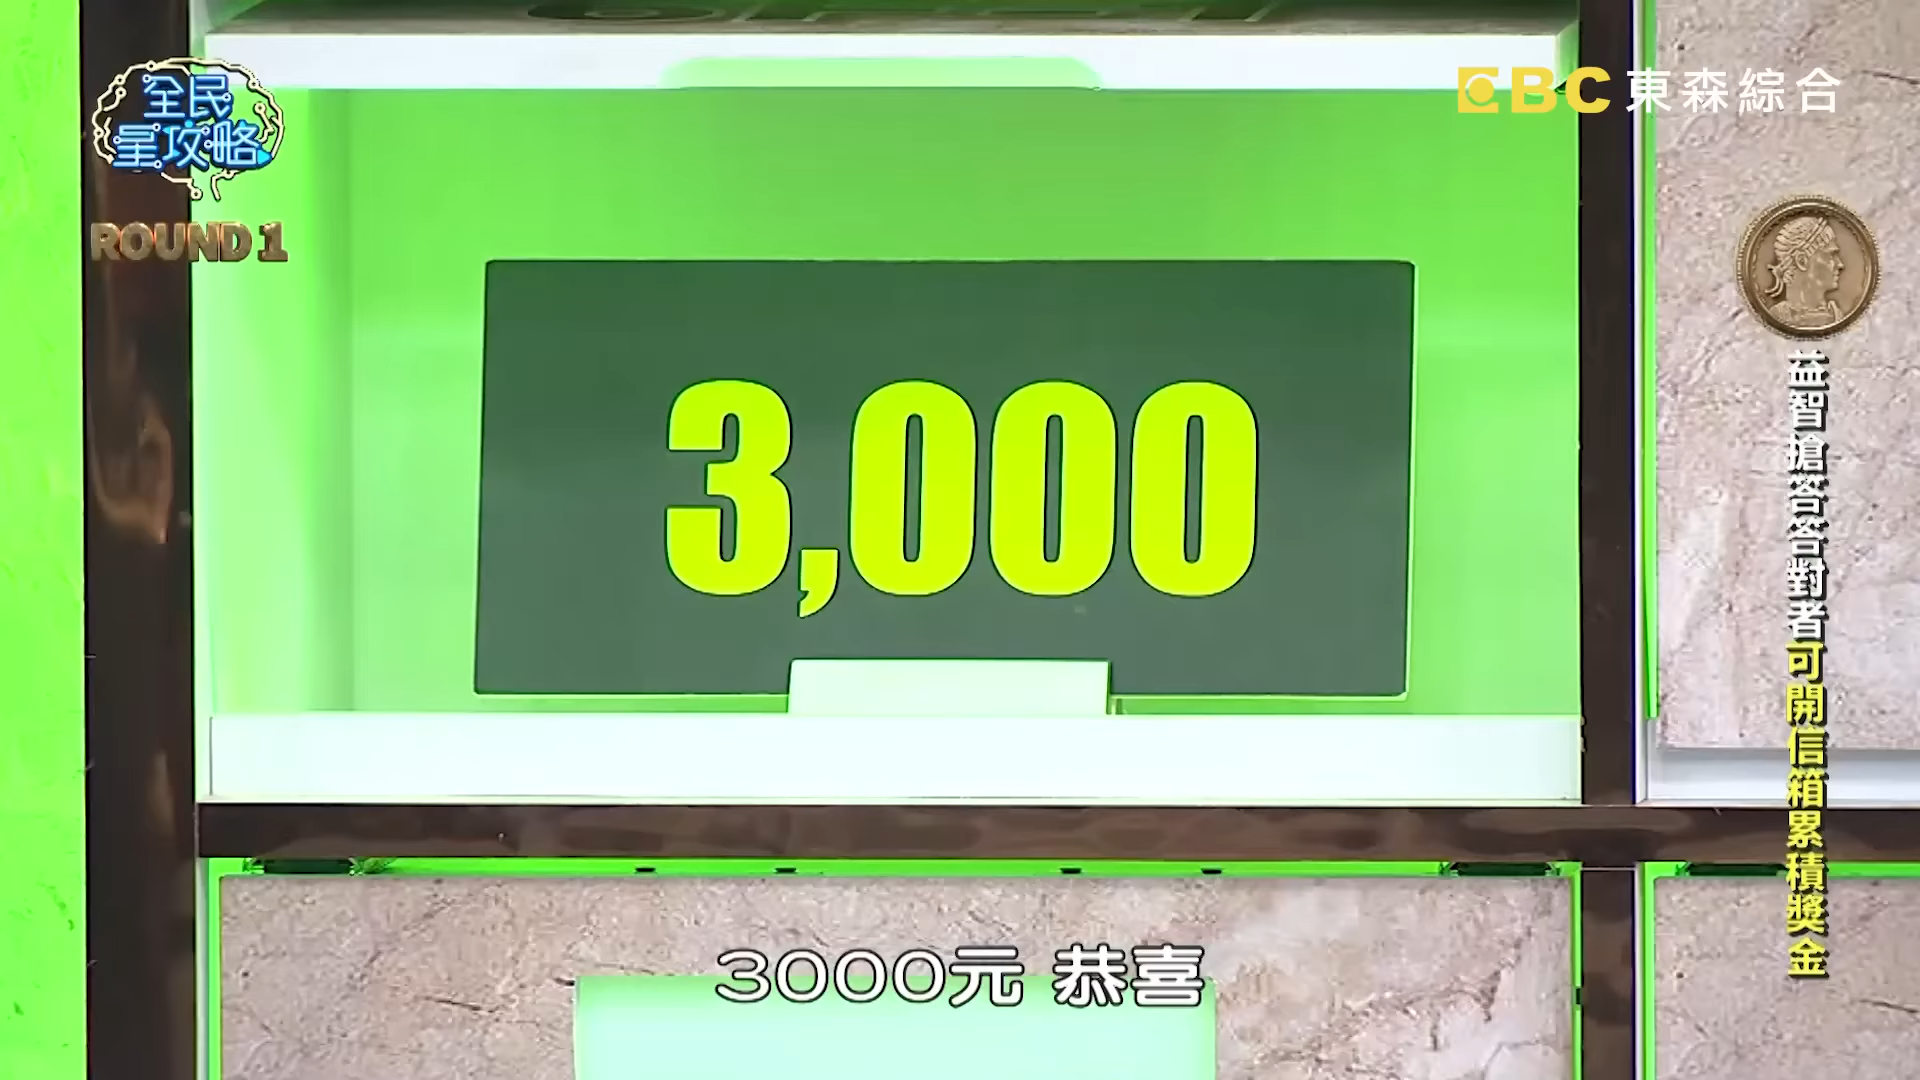 全民
星攻略
ROUND 1
EBC 東森綜合
3,000
益智搶答答對者可開信箱累積獎金
3000元 恭喜